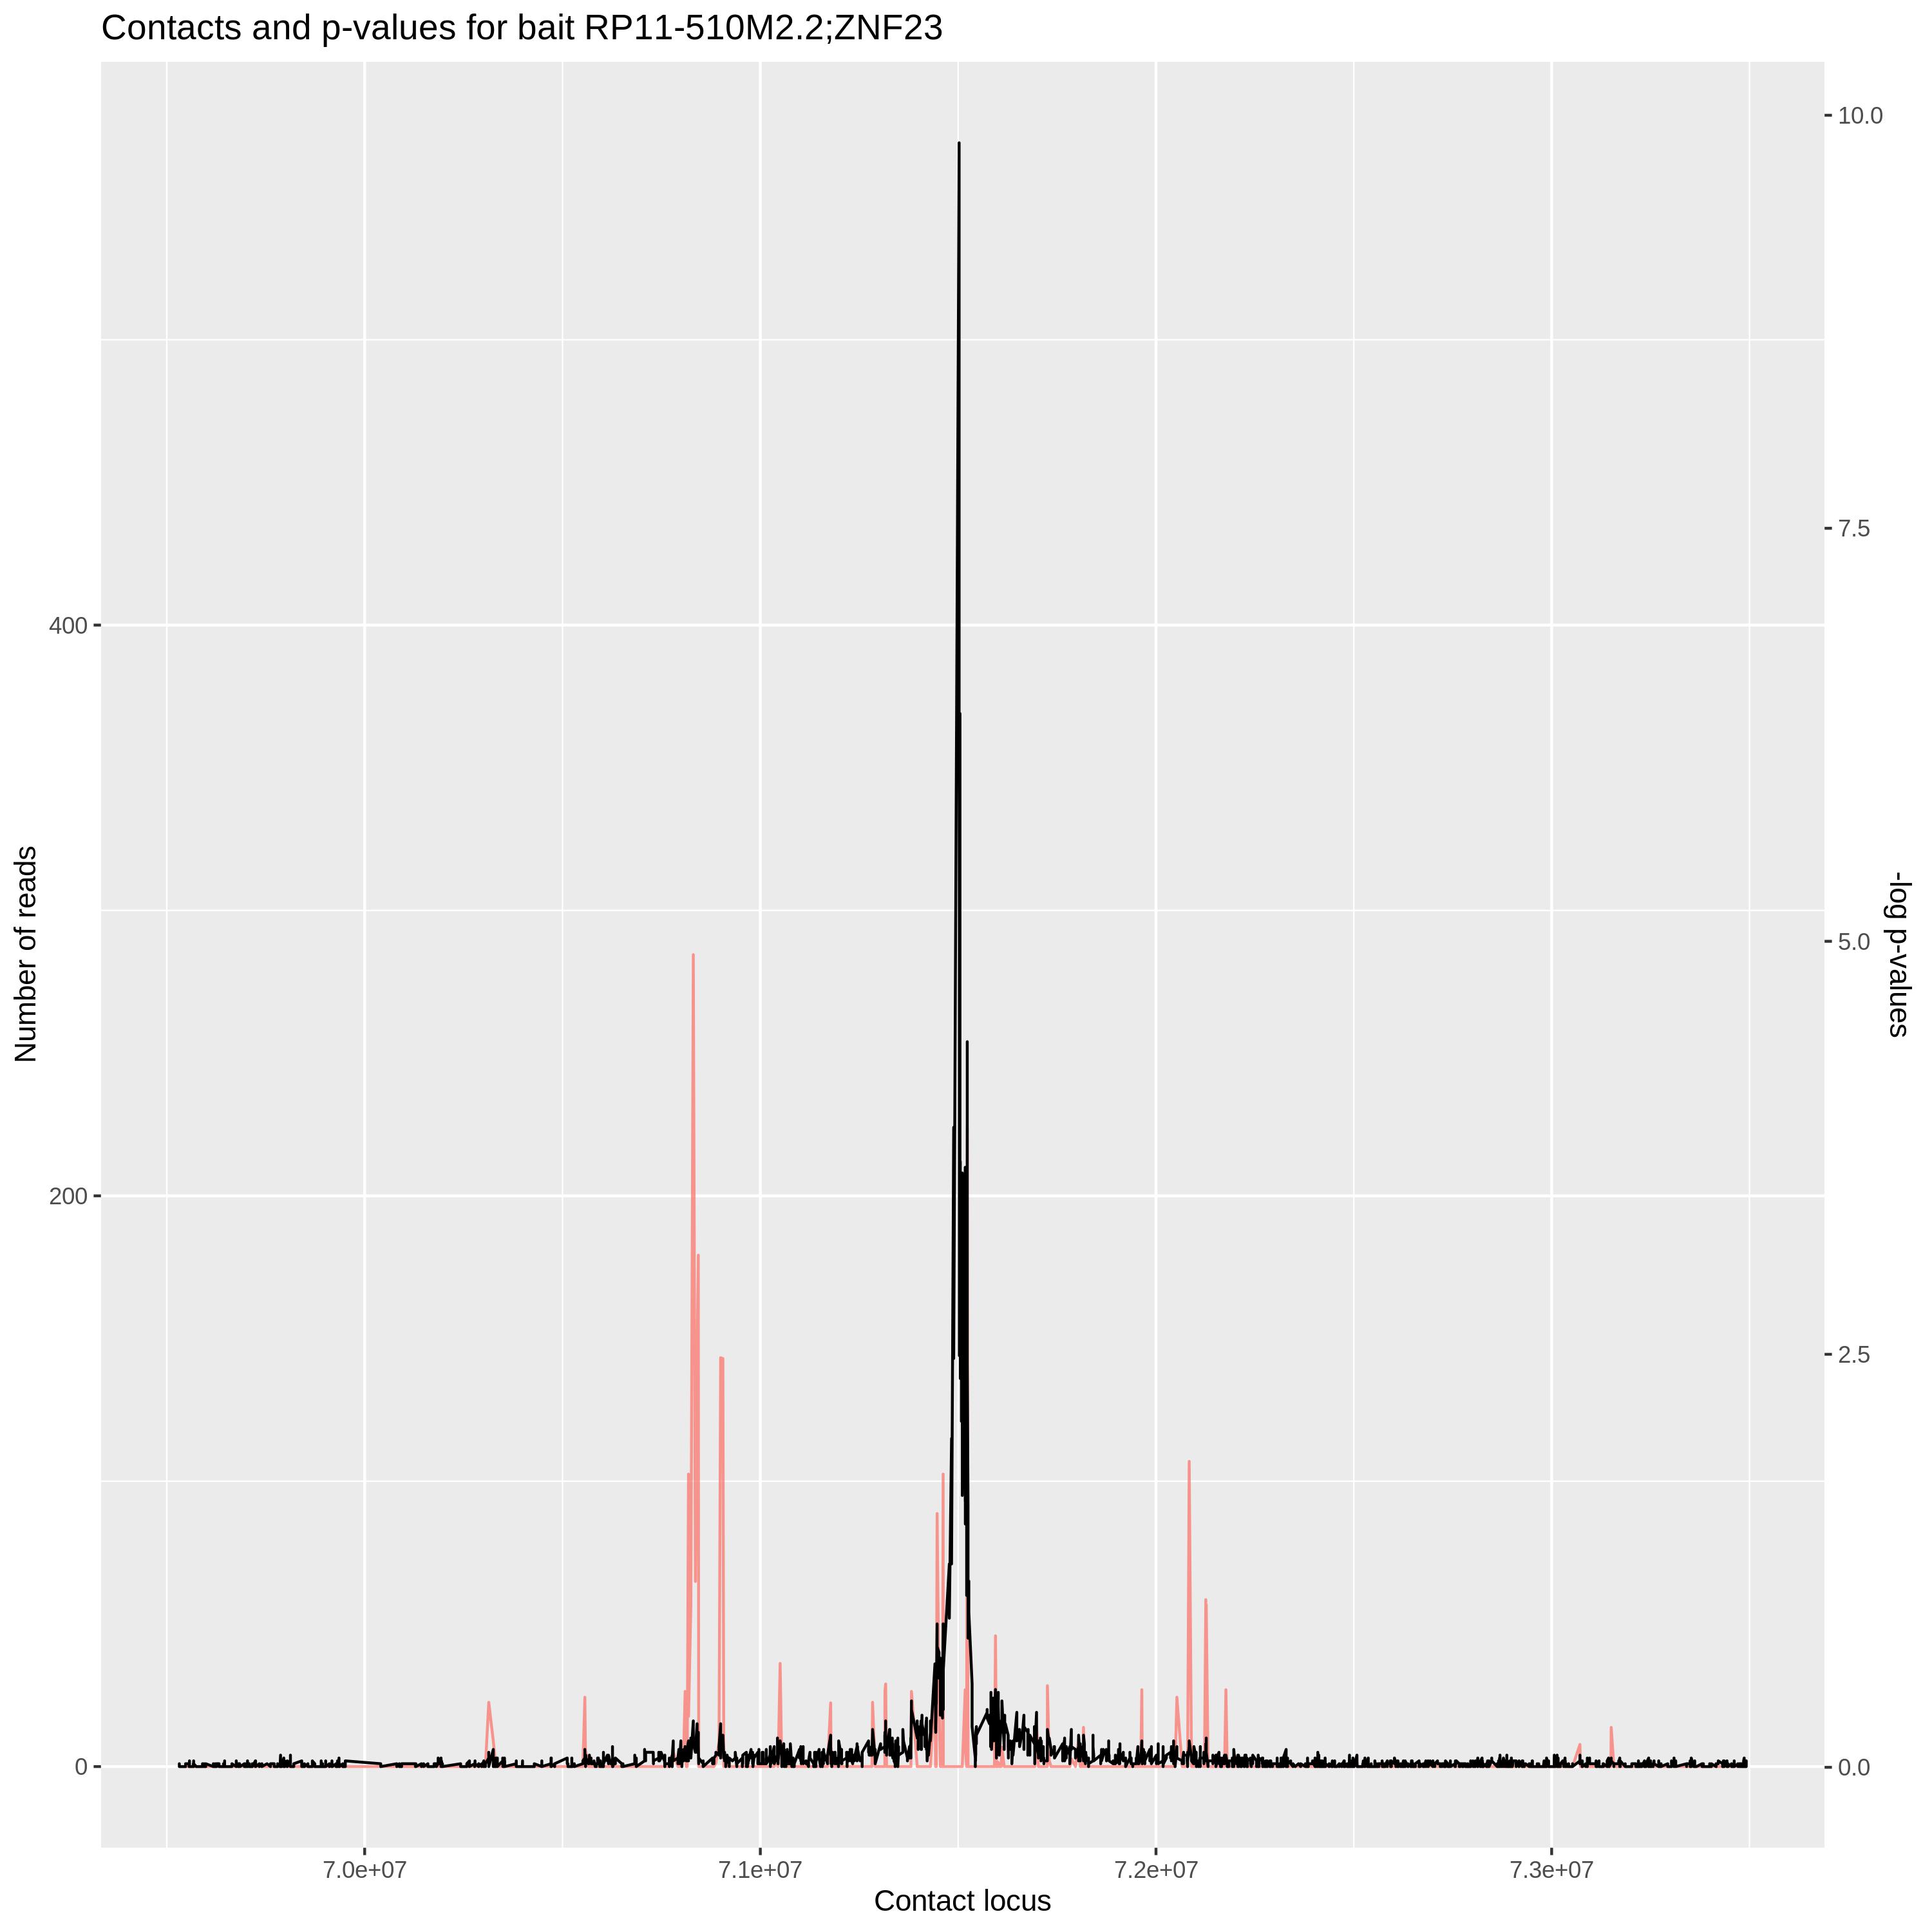 Contacts and p-values for bait RP11-510M2.2;ZNF23
10.0
7.5
400
Number of reads
-log p-values
5.0
200
2.5
0
0.0
7.0e+07 7.1e+07 7.2e+07 7.3e+07
Contact locus